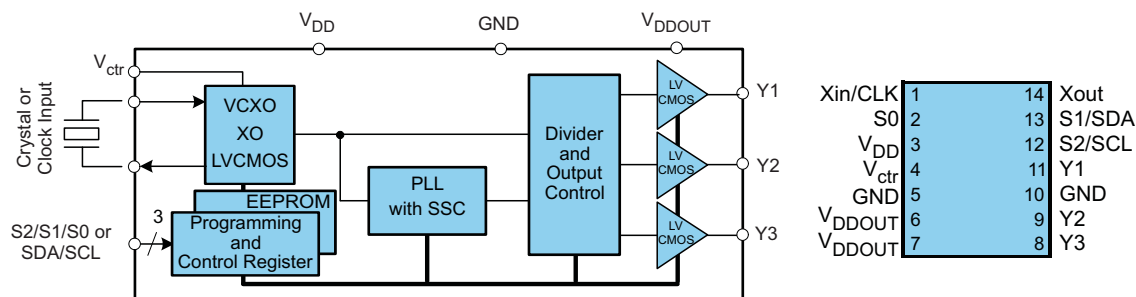 VDD
GND
VDDOUT
Vctr
Crystal or
Clock Input
VCXO
XO
LVCMOS
EEPROM
Programming
and
Control Register
3
S2/S1/S0 or
SDA/SCL
PLL
with SSC
Divider
and
Output
Control
LV
CMOS
Y1
LV
CMOS
Y2
LV
CMOS
Y3
Xin/CLK 1 14 Xout
S0 2 13 S1/SDA
VDD 3 12 S2/SCL
Vctr 4 11 Y1
GND 5 10 GND
VDDOUT 6 9 Y2
VDDOUT 7 8 Y3